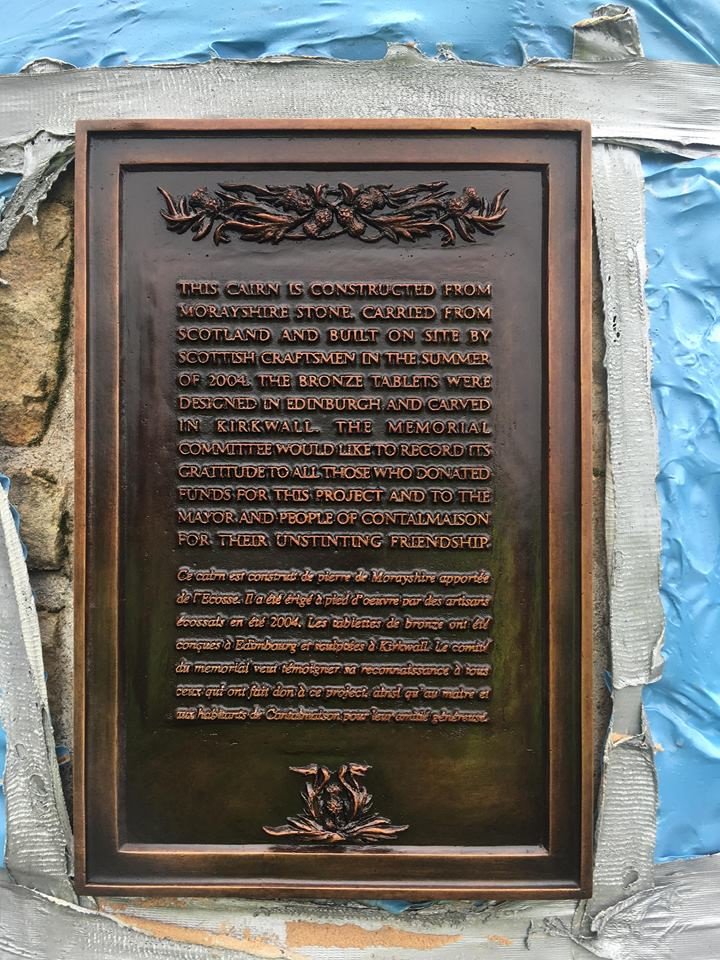 THIS CAIRN IS CONSTRUCTED FROM
MORAYSHIRE STONE, CARRIED FROM
SCOTLAND AND BUILT ON SITE BY
SCOTTISH CRAFTSMEN IN THE SUMMER
OF 2004. THE BRONZE TABLETS WERE
DESIGNED IN EDINBURGH AND CARVED
IN KIRKWALL. THE MEMORIAL
COMMITTEE WOULD LIKE TO RECORD ITS
GRATITUDE TO ALL THOSE WHO DONATED
FUNDS FOR THIS PROJECT AND TO THE
MAYOR AND PEOPLE OF CONTALMAISON
FOR THEIR UNSTINTING FRIENDSHIP.
Ce cairn est construit de pierre de Morayshire apportée
de l'Ecosse. Il a été érigé à pied d'oeuvre par des artisans
écossais en été 2004. Les tablettes de bronze ont été
conçues à Edimbourg et sculptées à Kirkwall. Le comité
du memorial veut témoigner sa reconnaissance à tous
ceux qui ont fait don à ce project, ainsi qu'au maire et
aux habitants de Contalmaison pour leur amitié généreuse.